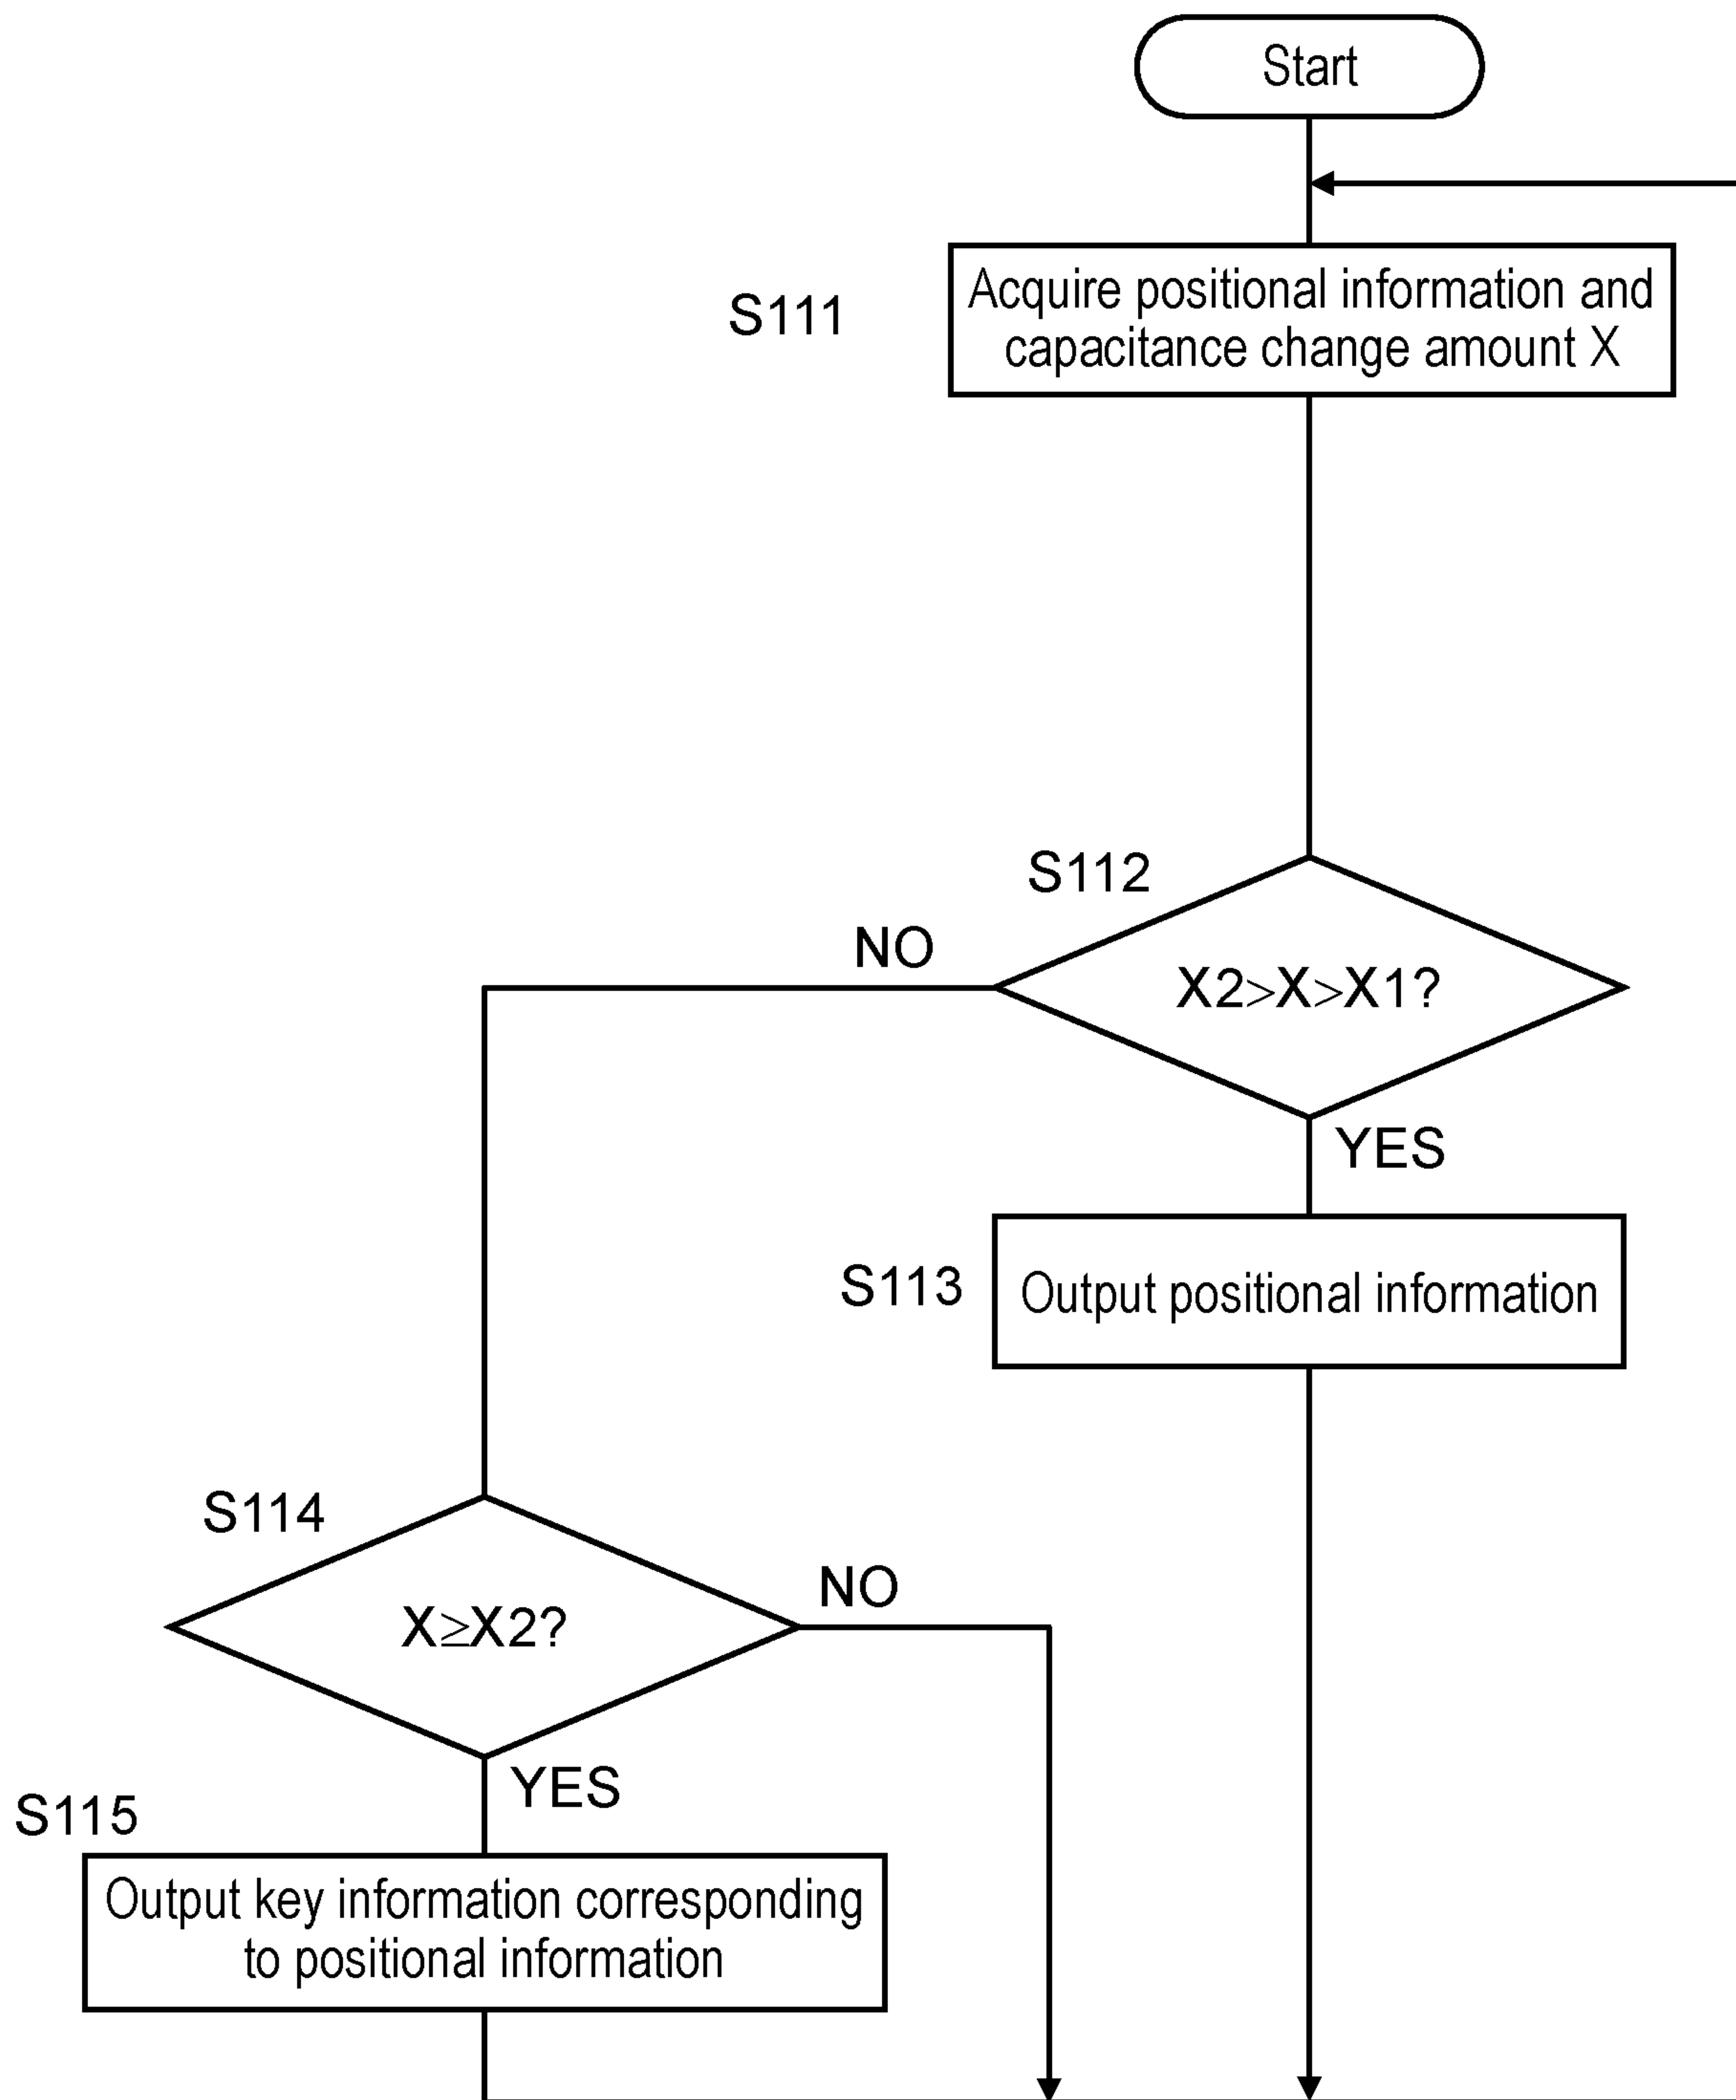 Start
S111
Acquire positional information and
capacitance change amount X
S112
NO
X2>X>X1?
YES
S113
Output positional information
S114
NO
X≥X2?
YES
S115
Output key information corresponding
to positional information